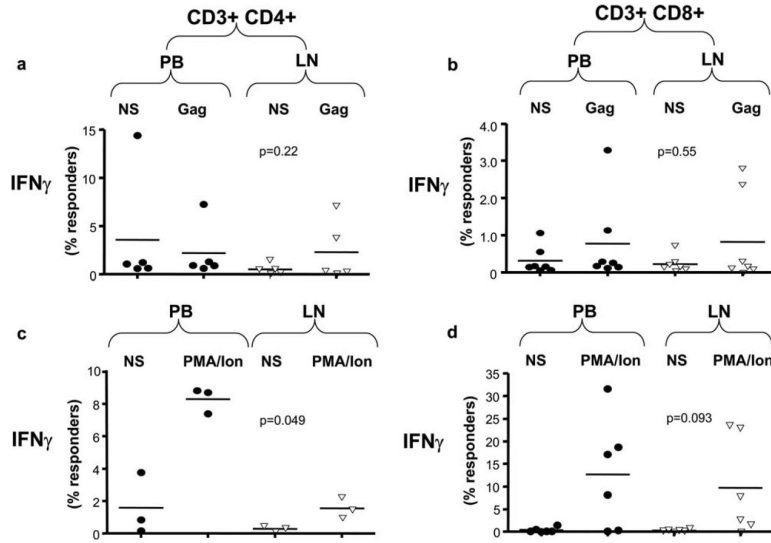 CD3+ CD4+
a
PB LN
NS Gag NS Gag
15
10
5
0
IFNγ
(% responders)
p=0.22
CD3+ CD8+
b
PB LN
NS Gag NS Gag
4.0
3.0
2.0
1.0
0
IFNγ
(% responders)
p=0.55
c
PB LN
NS PMA/Ion NS PMA/Ion
10
8
6
4
2
0
IFNγ
(% responders)
p=0.049
d
PB LN
NS PMA/Ion NS PMA/Ion
35
30
25
20
15
10
5
0
IFNγ
(% responders)
p=0.093